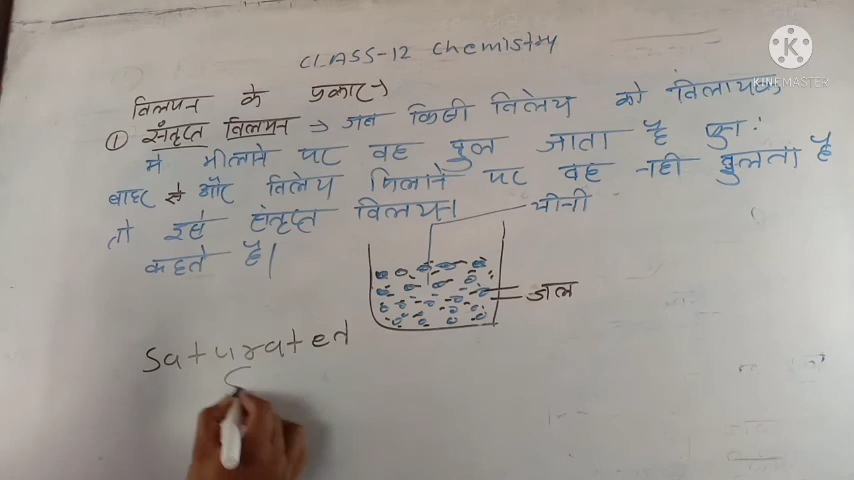 CLASS-12 chemistry
विलयन के प्रकार→
① संतृप्त विलयन → जब किसी विलेय को विलायक
में मीलाने पर वह घुल जाता है पुन:
बाहर से और विलेय मिलाने पर वह नही घुलता है
तो इसे संतृप्त विलयन
कहते है|
चीनी
जल
Saturated
KINEMASTER